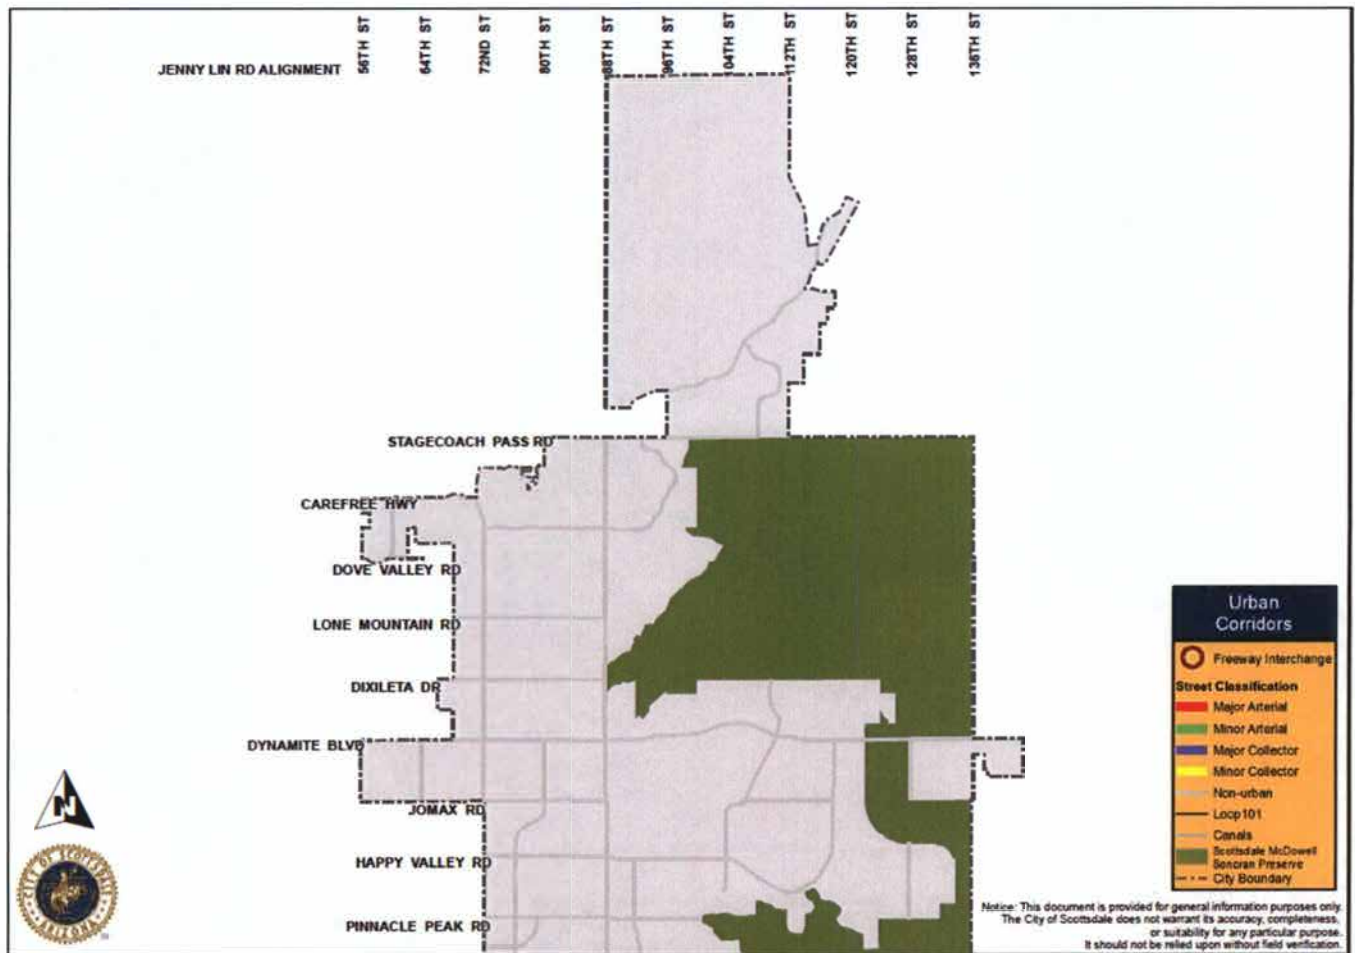 56TH ST
64TH ST
72ND ST
80TH ST
88TH ST
96TH ST
104TH ST
112TH ST
120TH ST
128TH ST
136TH ST
JENNY LIN RD ALIGNMENT
STAGECOACH PASS RD
CAREFREE HWY
DOVE VALLEY RD
LONE MOUNTAIN RD
DIXILETA DR
DYNAMITE BLVD
JOMAX RD
HAPPY VALLEY RD
PINNACLE PEAK RD
N
CITY OF SCOTTSDALE
ARIZONA
Urban
Corridors
Freeway Interchange
Street Classification
Major Arterial
Minor Arterial
Major Collector
Minor Collector
Non-urban
Loop101
Canals
Scottsdale McDowell
Sonoran Preserve
City Boundary
Notice: This document is provided for general information purposes only.
The City of Scottsdale does not warrant its accuracy, completeness,
or suitability for any particular purpose.
It should not be relied upon without field verification.